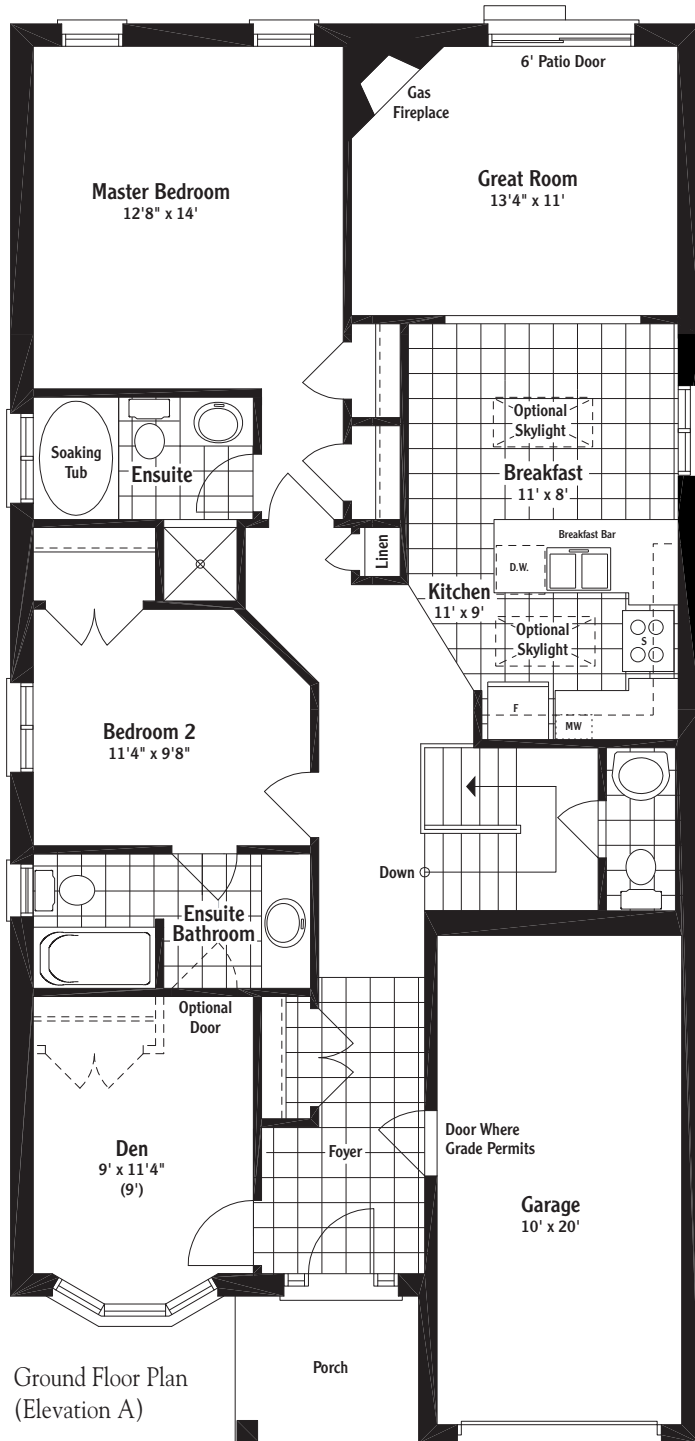 6' Patio Door
Gas
Fireplace
Master Bedroom
12'8" x 14'
Great Room
13'4" x 11'
Optional
Skylight
Soaking
Tub
Ensuite
Breakfast
11' x 8'
Breakfast Bar
Linen
D.W.
Kitchen
11' x 9'
Optional
Skylight
S
F
MW
Bedroom 2
11'4" x 9'8"
Down
Ensuite
Bathroom
Optional
Door
Den
9' x 11'4"
(9')
Foyer
Door Where
Grade Permits
Garage
10' x 20'
Porch
Ground Floor Plan
(Elevation A)